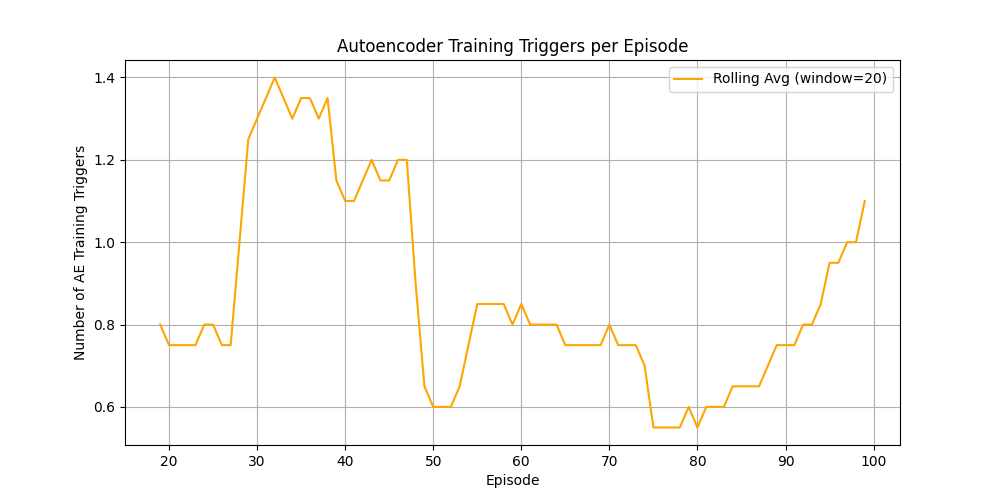 Autoencoder Training Triggers per Episode
Rolling Avg (window=20)
Number of AE Training Triggers
1.4
1.2
1.0
0.8
0.6
20 30 40 50 60 70 80 90 100
Episode